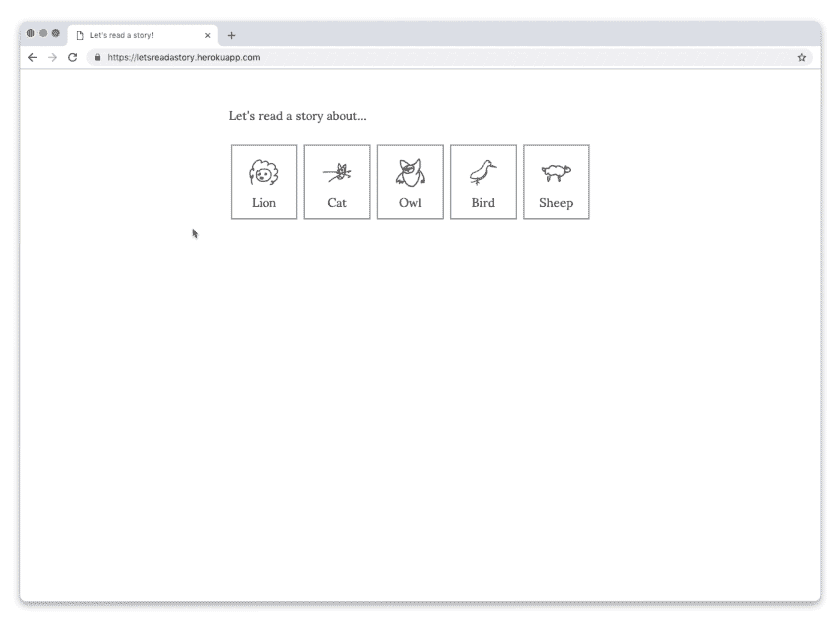 Let's read a story!
https://letsreadastory.herokuapp.com
Let's read a story about...
Lion
Cat
Owl
Bird
Sheep